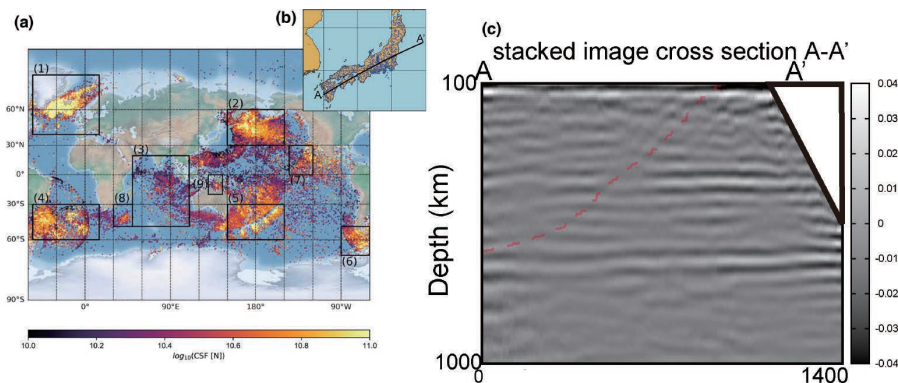 (a)
(b)
A'
A
(1)
(2)
(3)
(9)
(7)
(4)
(8)
(5)
(6)
60°N
30°N
0°
30°S
60°S
90°S
0°
90°E
180°
90°W
10.0
10.2
10.4
10.6
10.8
11.0
log₁₀(CSF [N])
(c)
stacked image cross section A-A'
A
A'
100
Depth (km)
1000
0
1400
0.04
0.03
0.02
0.01
0
-0.01
-0.02
-0.03
-0.04